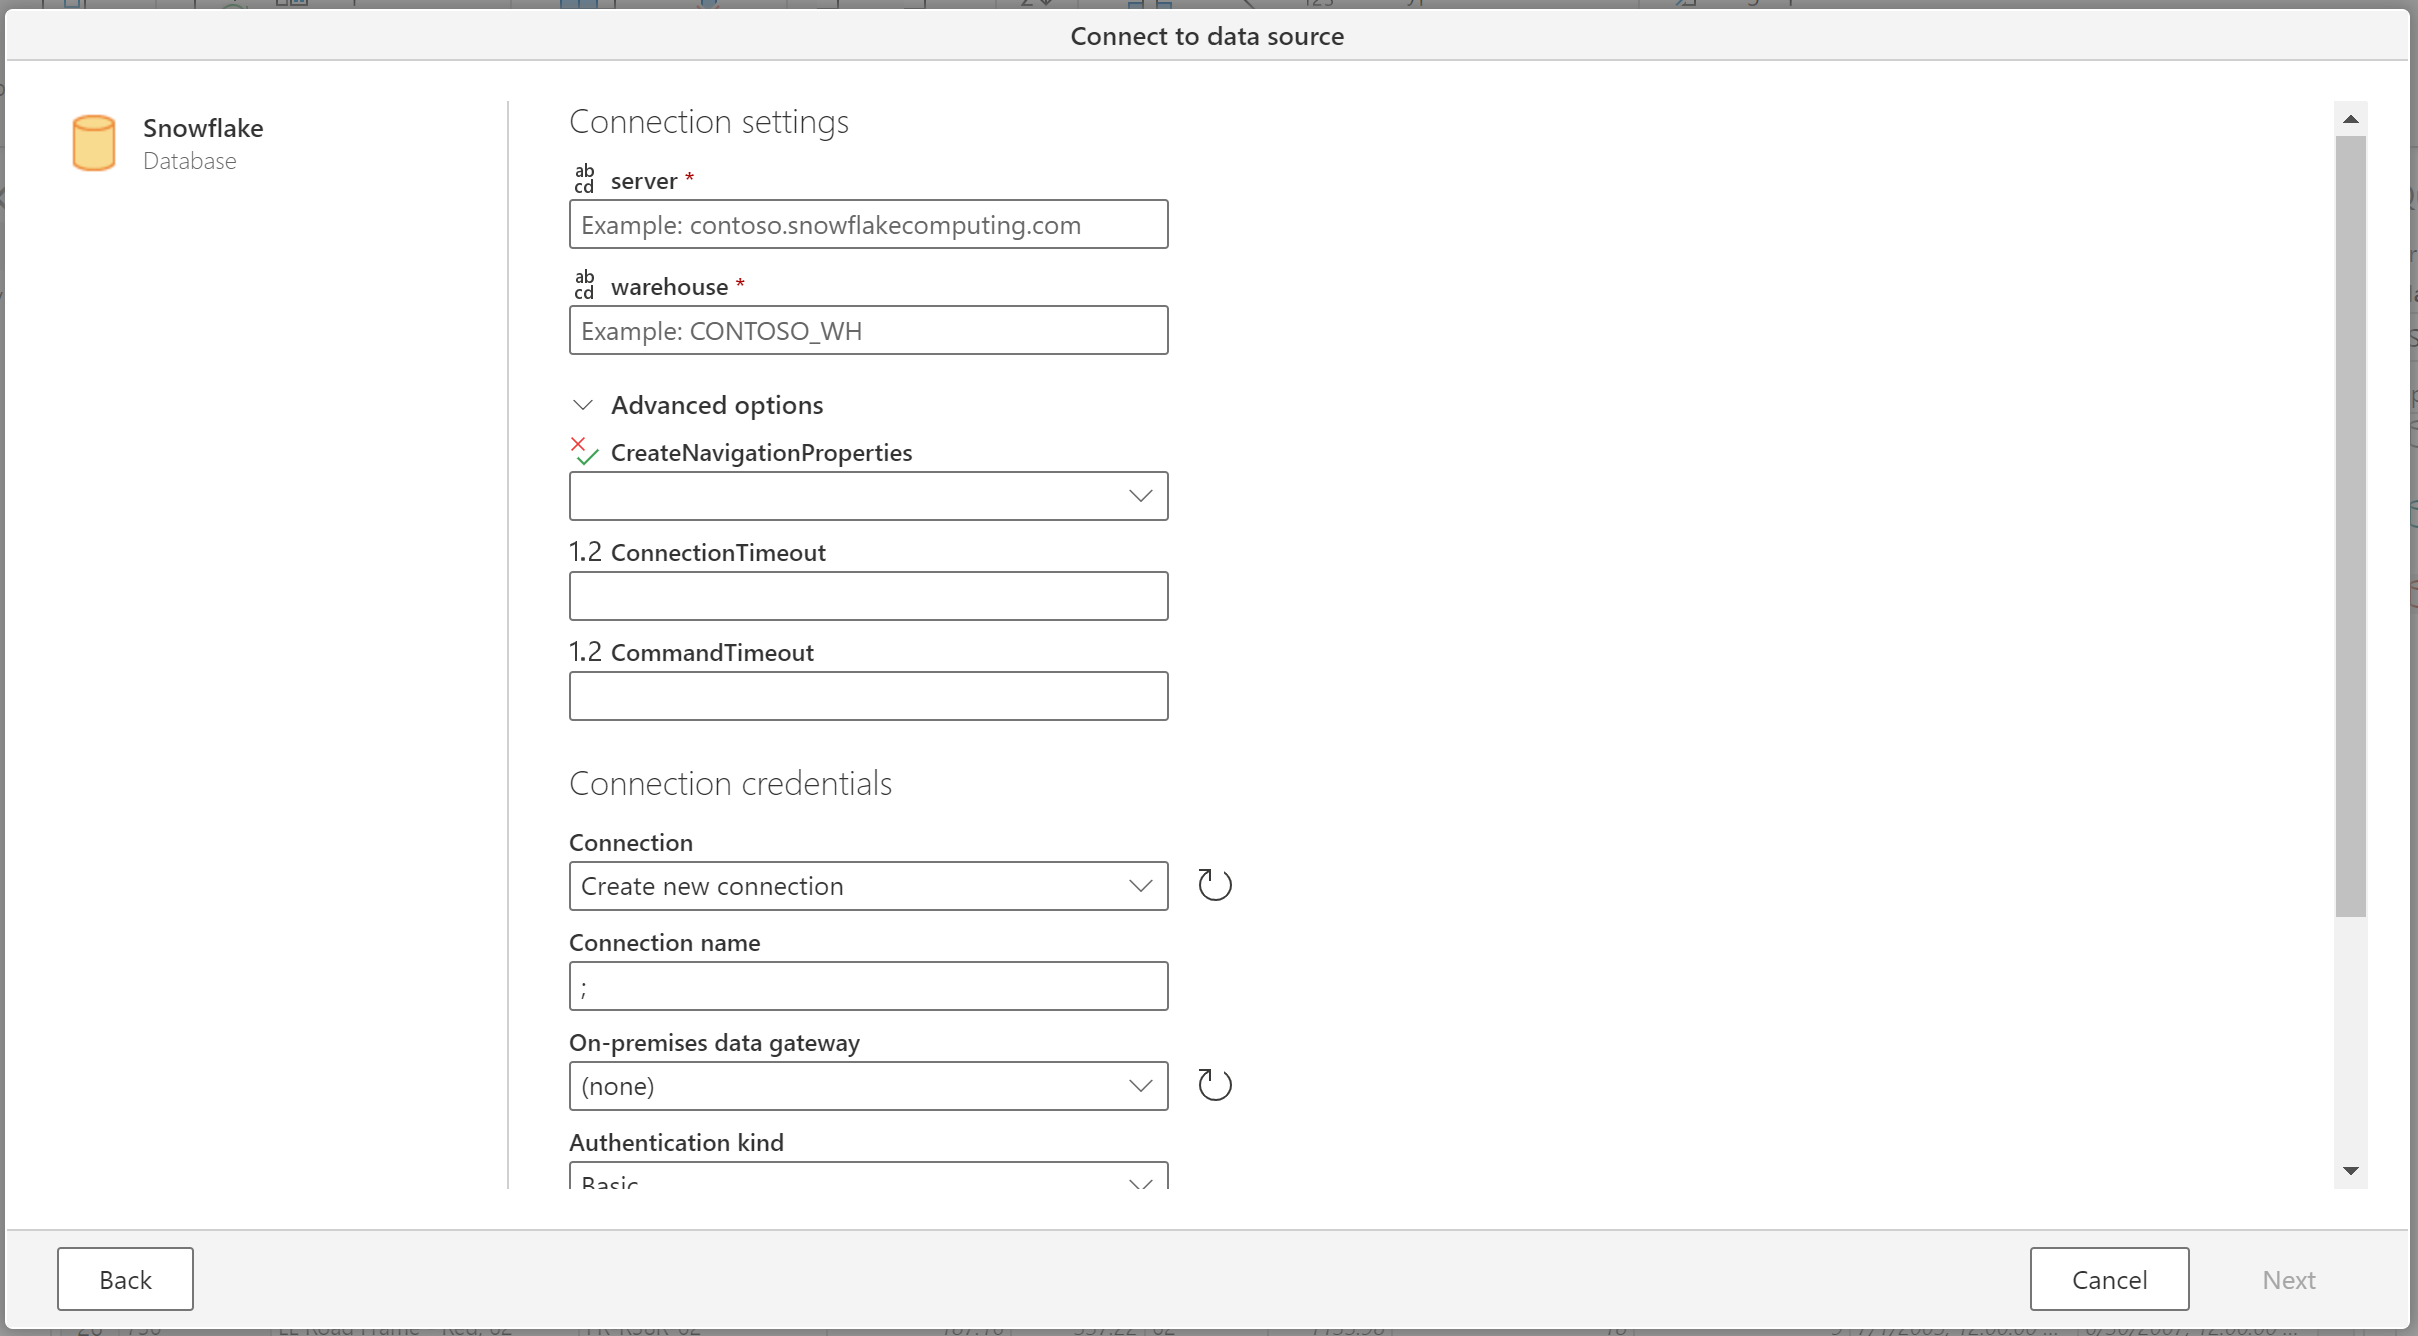 Connect to data source
Snowflake
Database
Connection settings
ab
cd server *
Example: contoso.snowflakecomputing.com
ab
cd warehouse *
Example: CONTOSO_WH
Advanced options
CreateNavigationProperties
1.2 ConnectionTimeout
1.2 CommandTimeout
Connection credentials
Connection
Create new connection
Connection name
;
On-premises data gateway
(none)
Authentication kind
Basic
Back
Cancel
Next